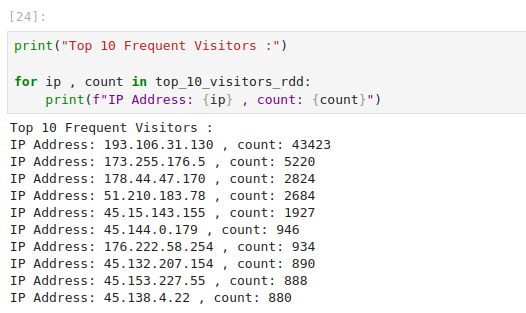 [24]:
print("Top 10 Frequent Visitors :")
for ip , count in top_10_visitors_rdd:
    print(f"IP Address: {ip} , count: {count}")
Top 10 Frequent Visitors :
IP Address: 193.106.31.130 , count: 43423
IP Address: 173.255.176.5 , count: 5220
IP Address: 178.44.47.170 , count: 2824
IP Address: 51.210.183.78 , count: 2684
IP Address: 45.15.143.155 , count: 1927
IP Address: 45.144.0.179 , count: 946
IP Address: 176.222.58.254 , count: 934
IP Address: 45.132.207.154 , count: 890
IP Address: 45.153.227.55 , count: 888
IP Address: 45.138.4.22 , count: 880